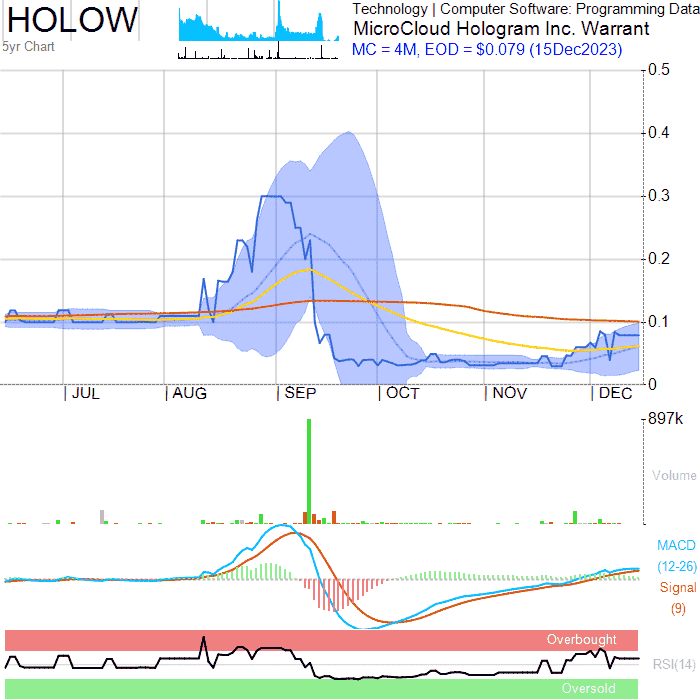 HOLOW
5yr Chart
Technology | Computer Software: Programming Data
MicroCloud Hologram Inc. Warrant
MC = 4M, EOD = $0.079 (15Dec2023)
0.5
0.4
0.3
0.2
0.1
0
JUL
AUG
SEP
OCT
NOV
DEC
897k
Volume
MACD
(12-26)
Signal
(9)
Overbought
RSI(14)
Oversold